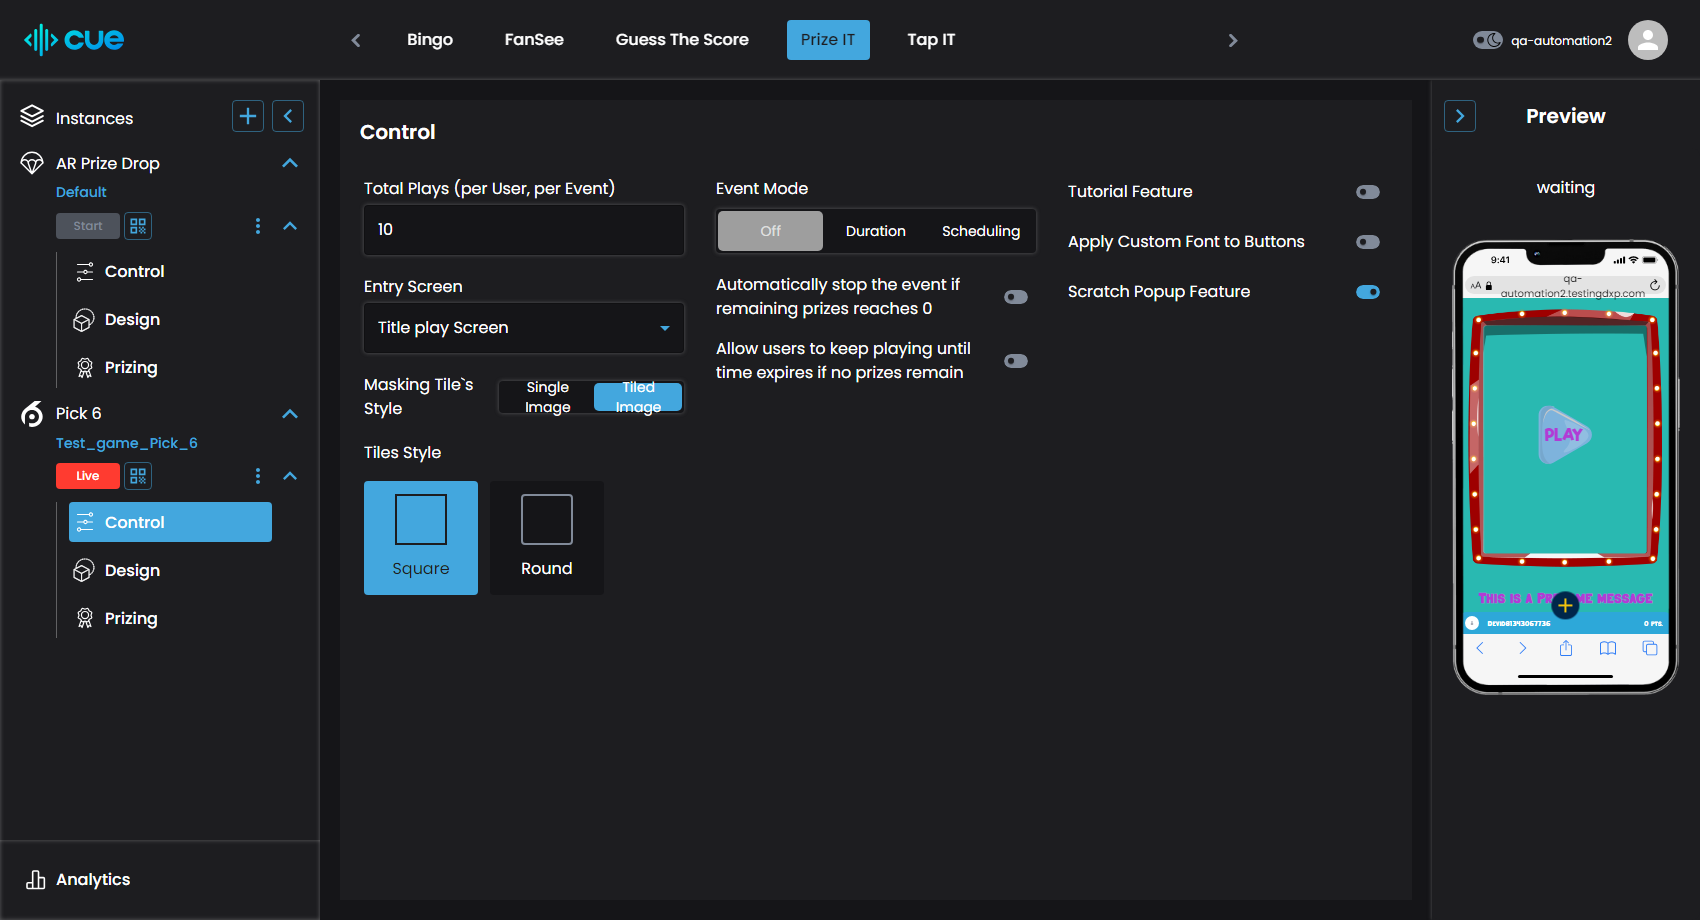 cue
Bingo
FanSee
Guess The Score
Prize IT
Tap IT
qa-automation2
Instances
AR Prize Drop
Default
Start
Control
Design
Prizing
Pick 6
Test_game_Pick_6
Live
Control
Design
Prizing
Analytics
Control
Total Plays (per User, per Event)
10
Entry Screen
Title play Screen
Masking Tile`s
Style
Single
Image
Tiled
Image
Tiles Style
Square
Round
Event Mode
Off
Duration
Scheduling
Automatically stop the event if
remaining prizes reaches 0
Allow users to keep playing until
time expires if no prizes remain
Tutorial Feature
Apply Custom Font to Buttons
Scratch Popup Feature
Preview
waiting
9:41
AA
qa-
automation2.testingdxp.com
PLAY
THIS IS A ME MESSAGE
0 PTS.